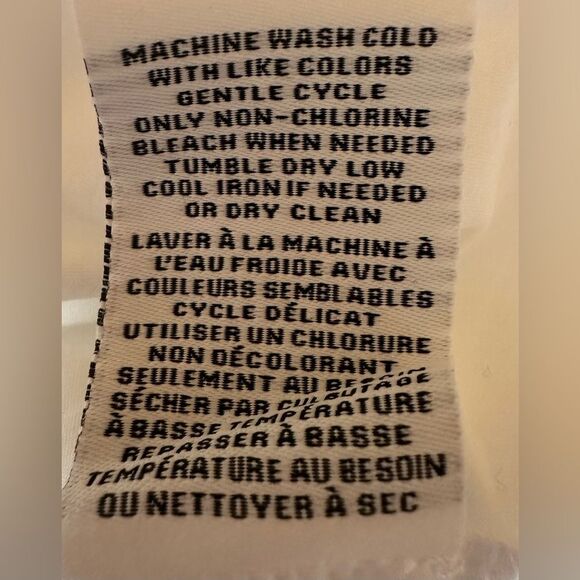 MACHINE WASH COLD
WITH LIKE COLORS
GENTLE CYCLE
ONLY NON-CHLORINE
BLEACH WHEN NEEDED
TUMBLE DRY LOW
COOL IRON IF NEEDED
OR DRY CLEAN
LAVER À LA MACHINE À
L'EAU FROIDE AVEC
COULEURS SEMBLABLES
CYCLE DÉLICAT
UTILISER UN CHLORURE
NON DÉCOLORANT
SEULEMENT AU BESOIN
SÉCHER PAR CULBUTAGE
À BASSE TEMPÉRATURE
REPASSER À BASSE
TEMPÉRATURE AU BESOIN
OU NETTOYER À SEC